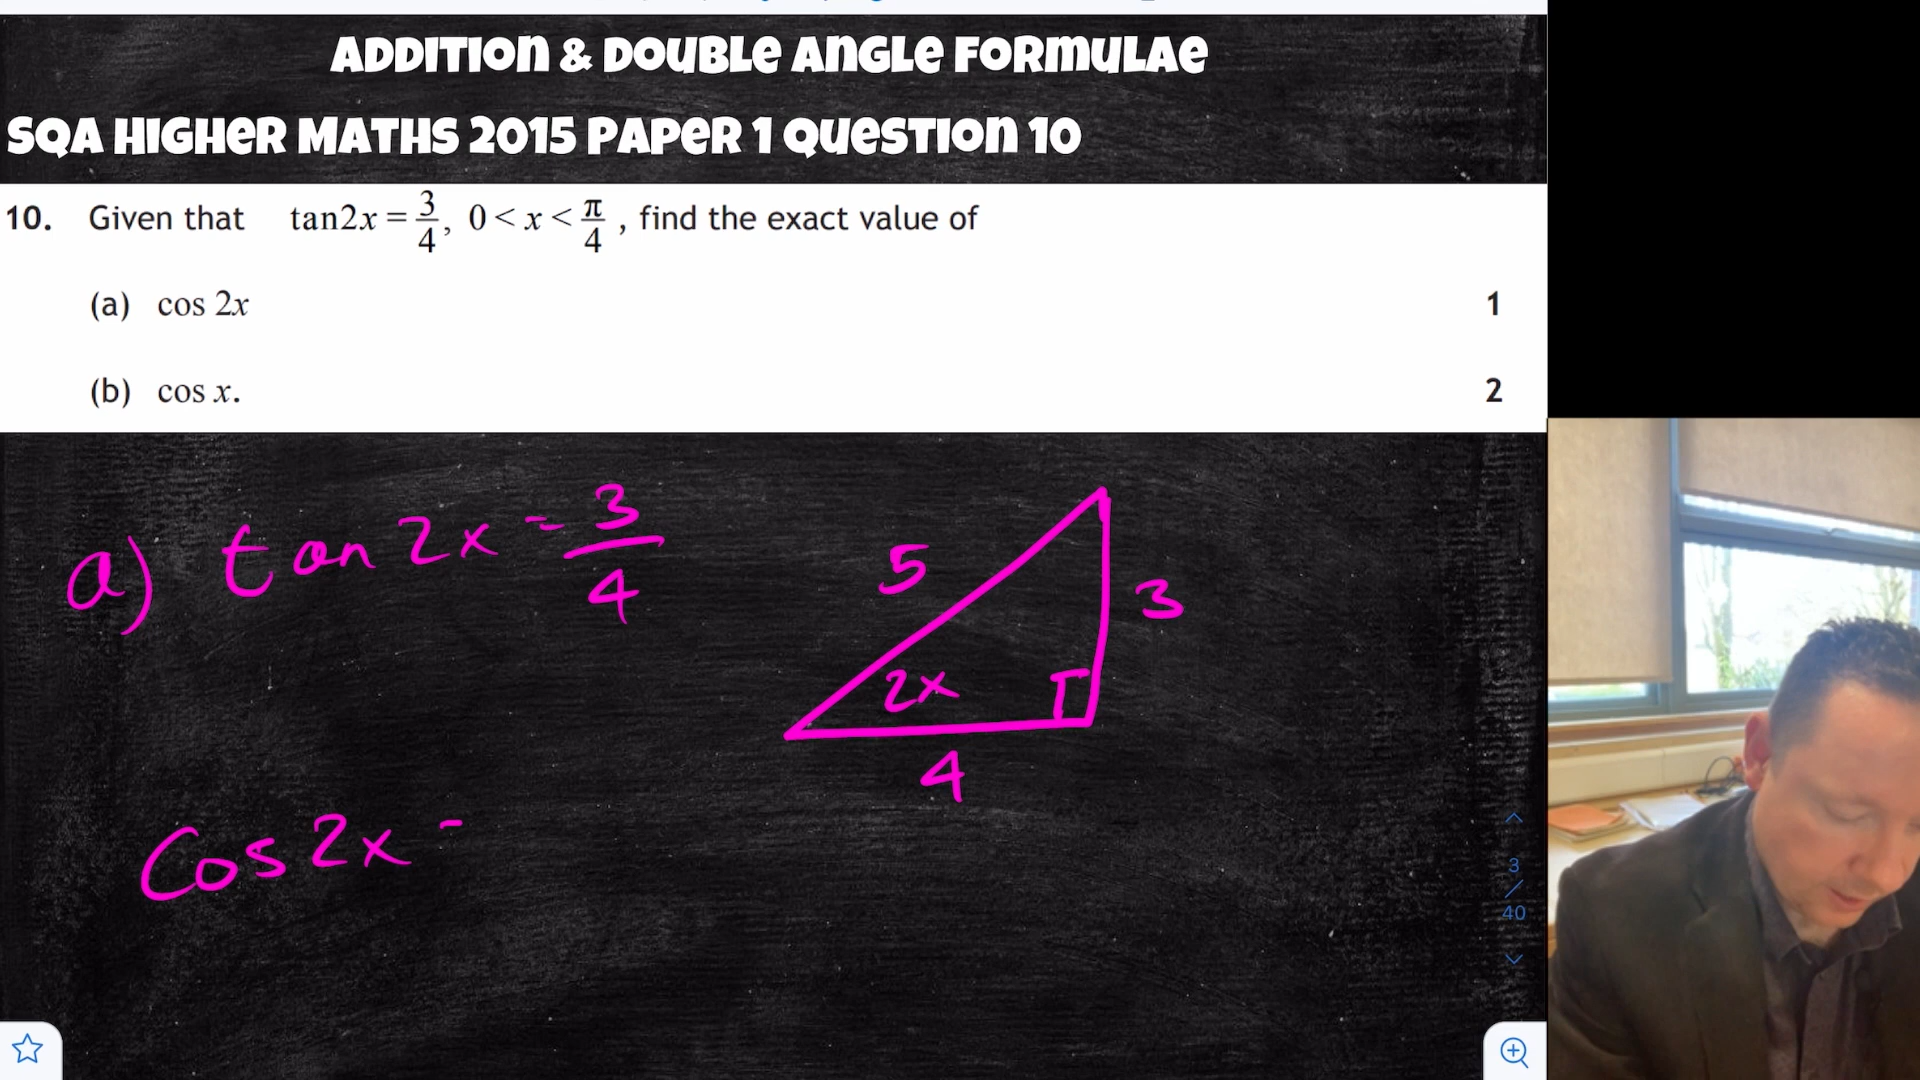 ADDITION & DOUBLE ANGLE FORMULAE
SQA HIGHER MATHS 2015 PAPER 1 QUESTION 10
10. Given that tan2x = 3/4, 0 < x < π/4, find the exact value of
(a) cos 2x 1
(b) cos x. 2
a) tan 2x = 3/4
5
3
2x
4
Cos 2x =
3
/
40